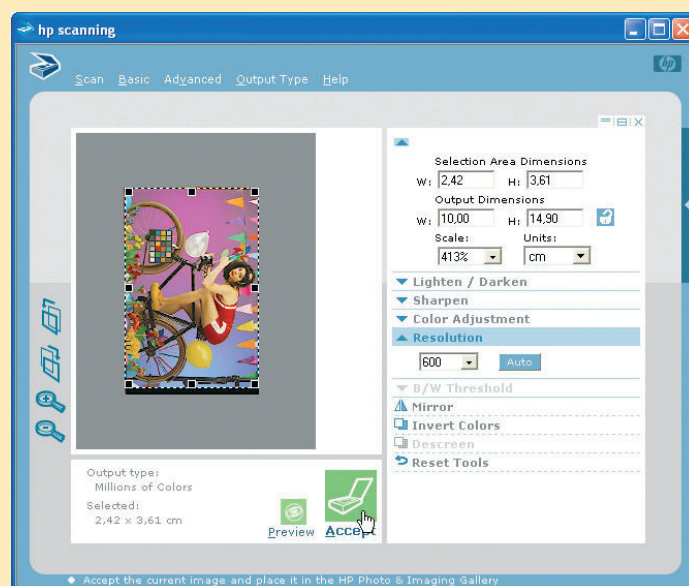 hp scanning
hp
Scan Basic Advanced Output Type Help
Selection Area Dimensions
W: 2,42 H: 3,61
Output Dimensions
W: 10,00 H: 14,90
Scale: Units:
413% cm
Lighten / Darken
Sharpen
Color Adjustment
Resolution
600 Auto
B/W Threshold
Mirror
Invert Colors
Descreen
Reset Tools
Output type:
Millions of Colors
Selected:
2,42 x 3,61 cm
Preview Accept
Accept the current image and place it in the HP Photo & Imaging Gallery